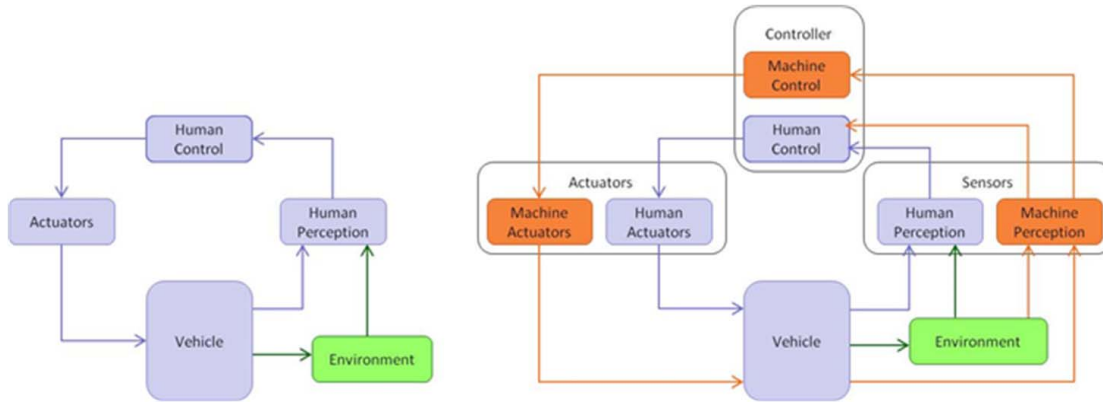 Human
Control
Actuators
Human
Perception
Vehicle
Environment
Controller
Machine
Control
Human
Control
Actuators
Machine
Actuators
Human
Actuators
Sensors
Human
Perception
Machine
Perception
Vehicle
Environment